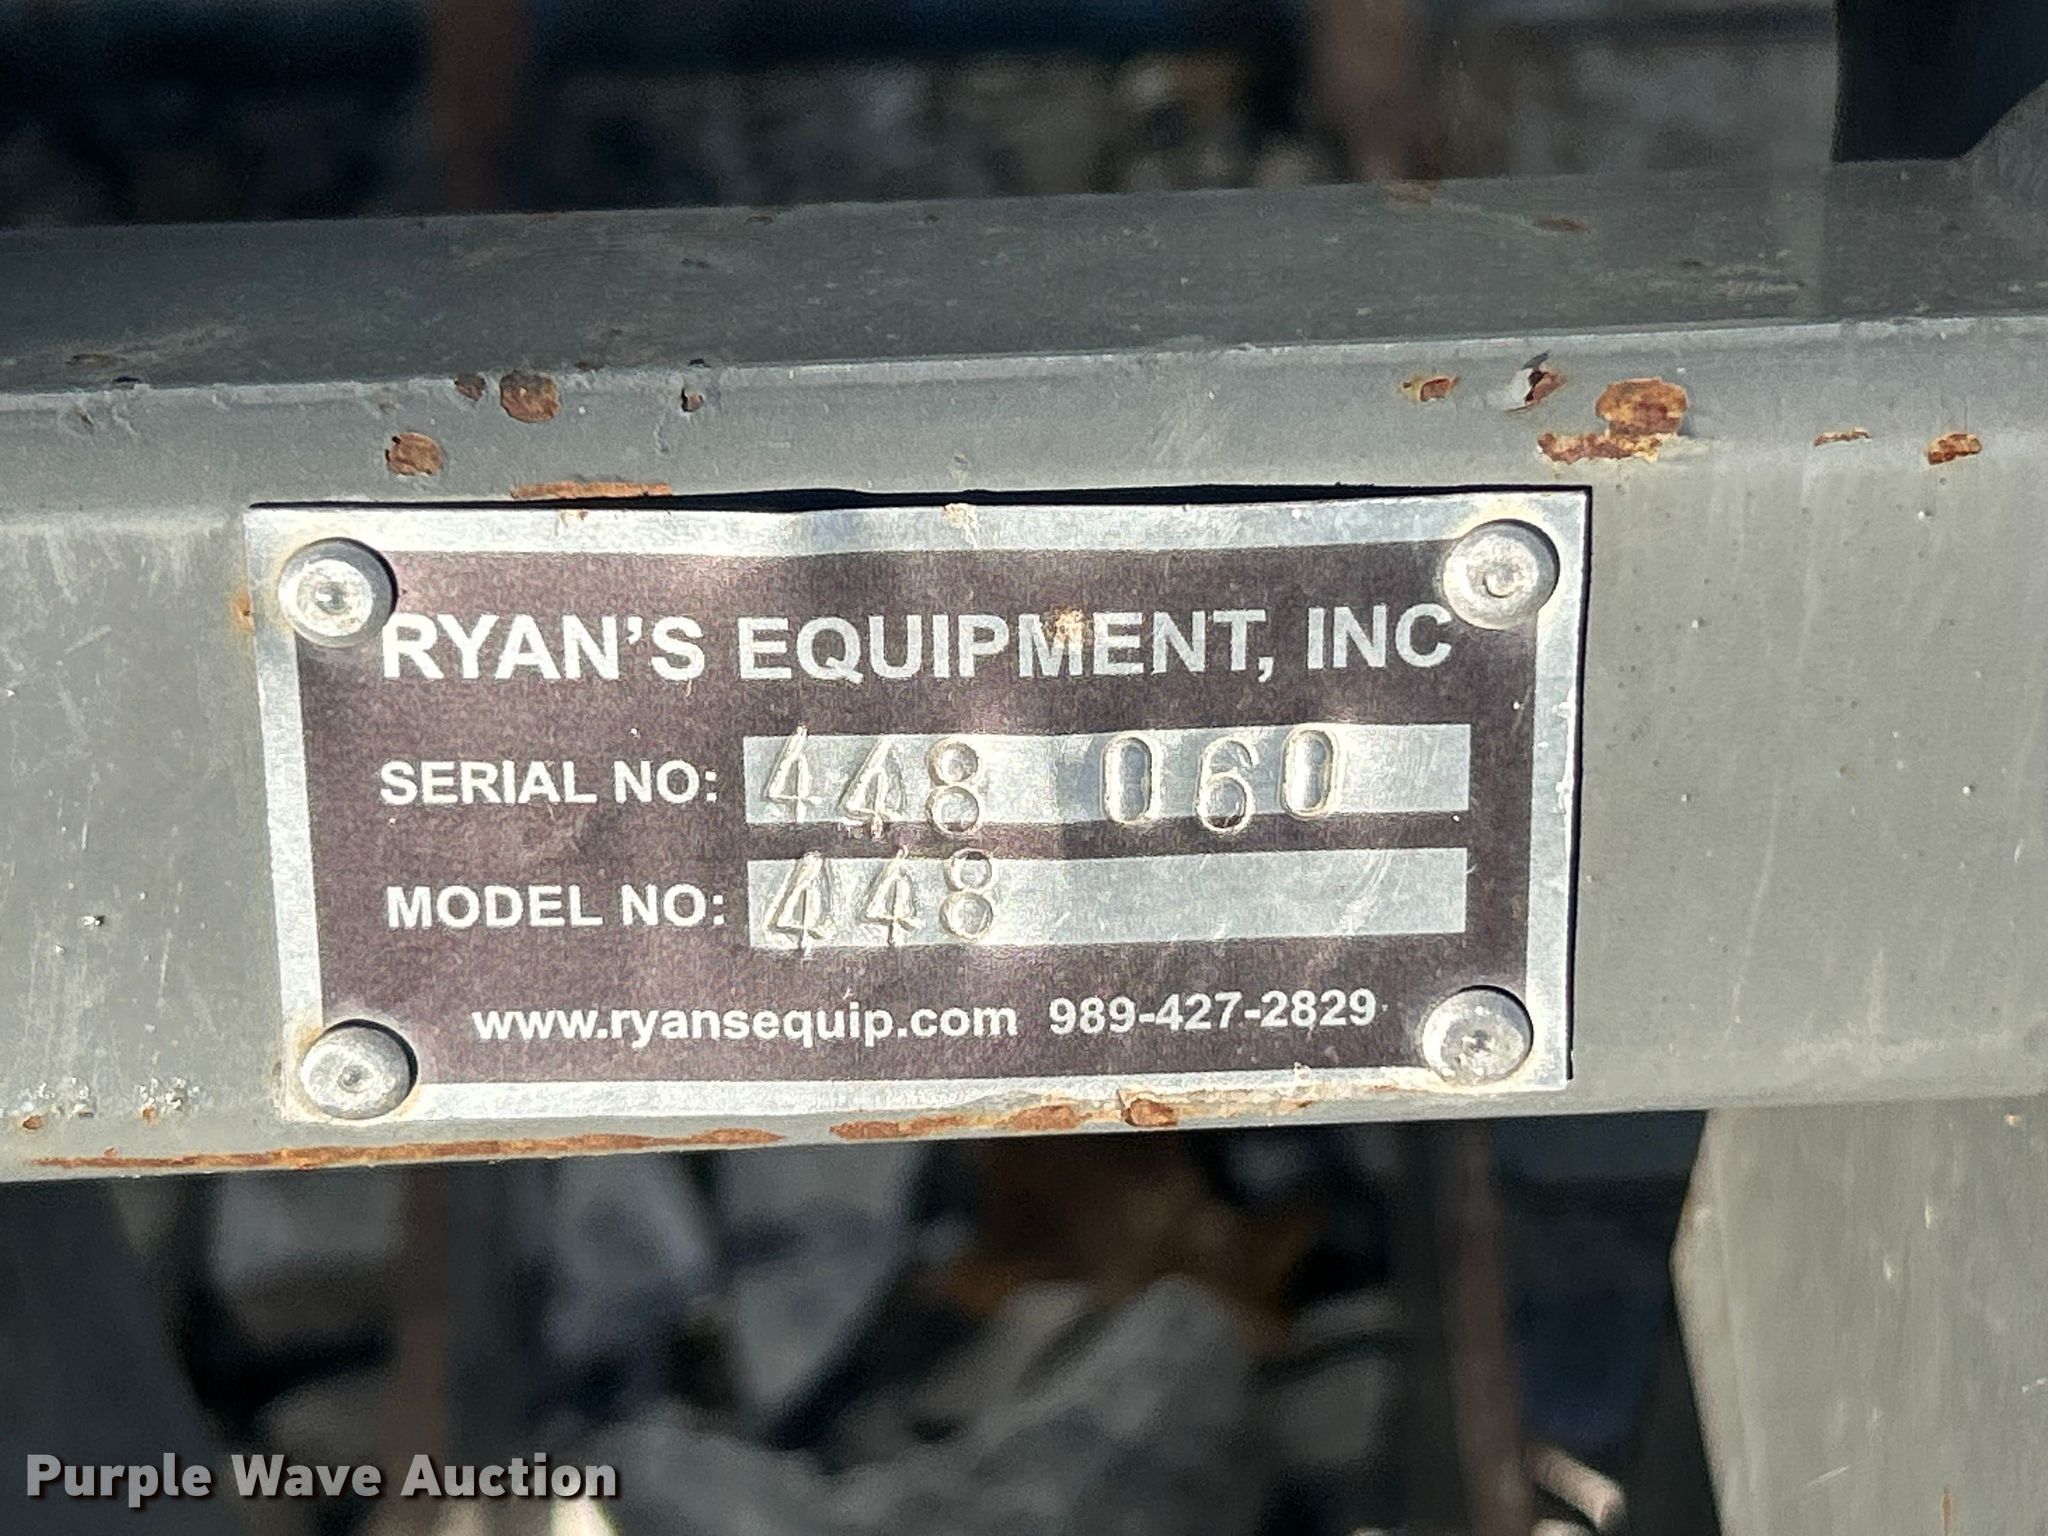 RYAN'S EQUIPMENT, INC
SERIAL NO: 448 060
MODEL NO: 448
www.ryansequip.com 989-427-2829
Purple Wave Auction